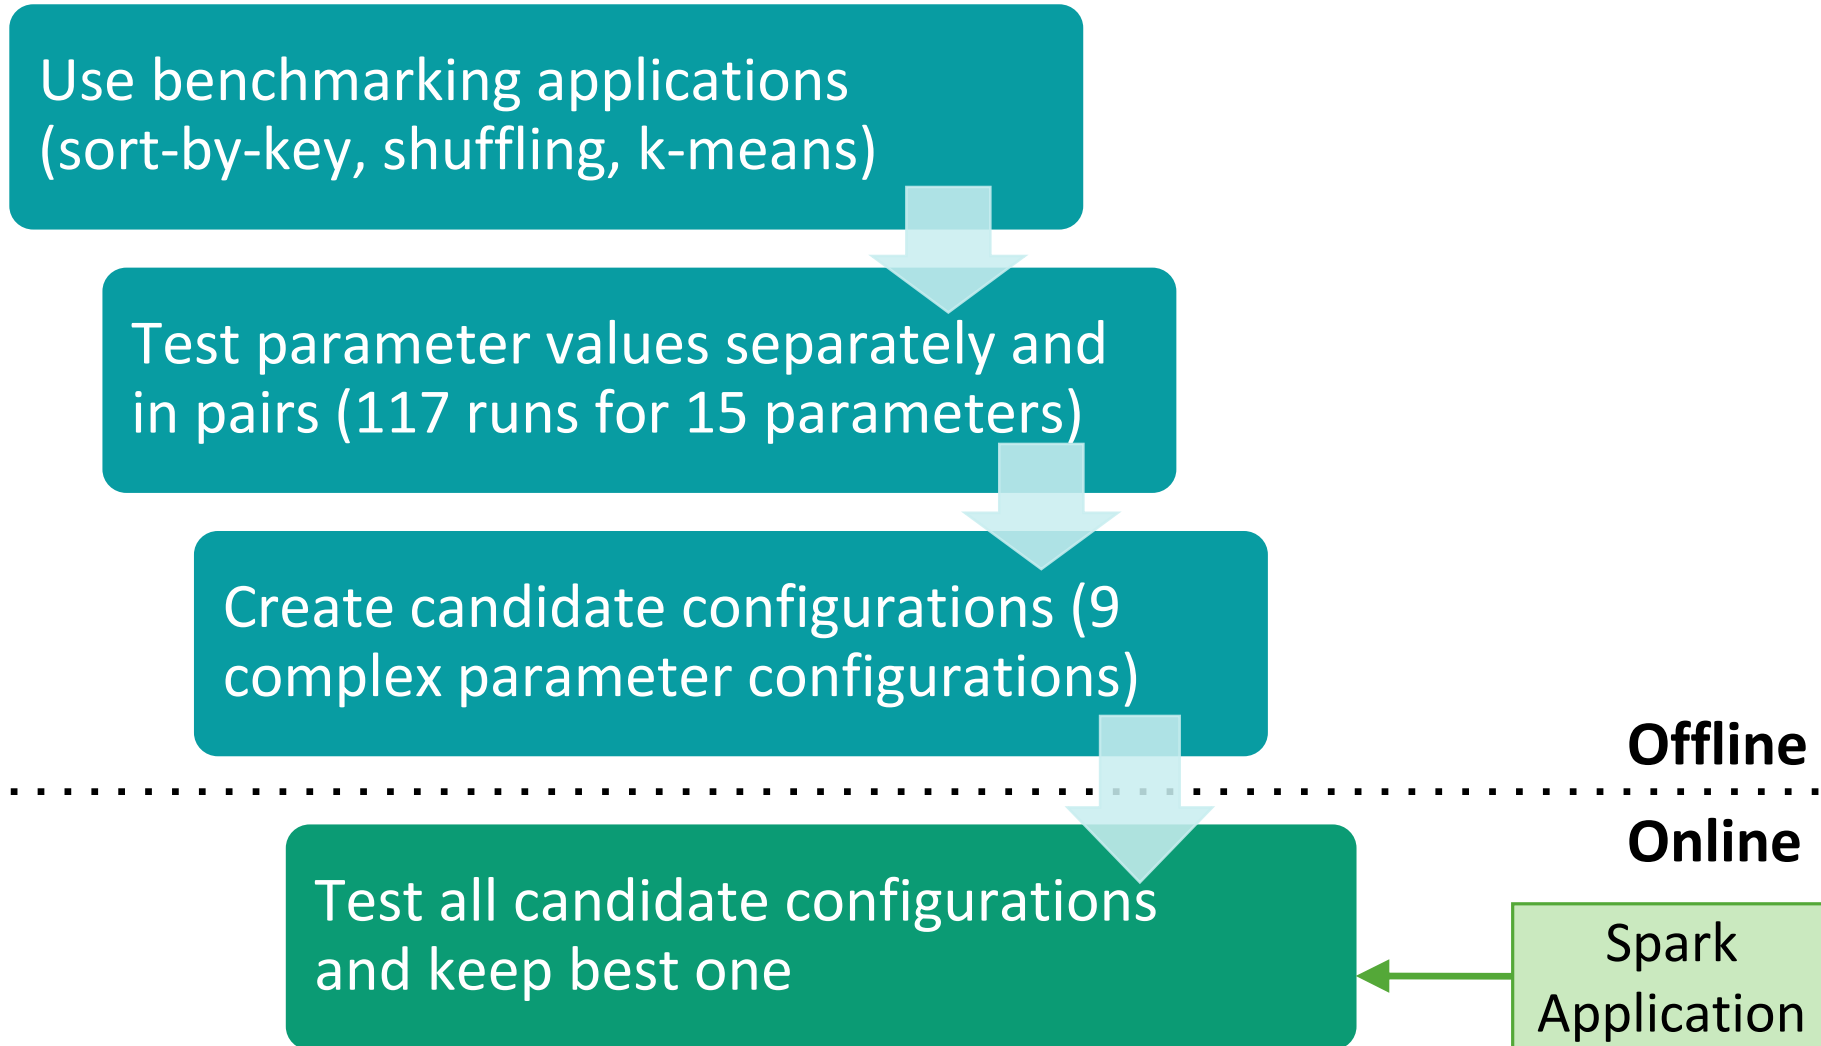 Use benchmarking applications
(sort-by-key, shuffling, k-means)
Test parameter values separately and
in pairs (117 runs for 15 parameters)
Create candidate configurations (9
complex parameter configurations)
Offline
Online
Test all candidate configurations
and keep best one
Spark
Application